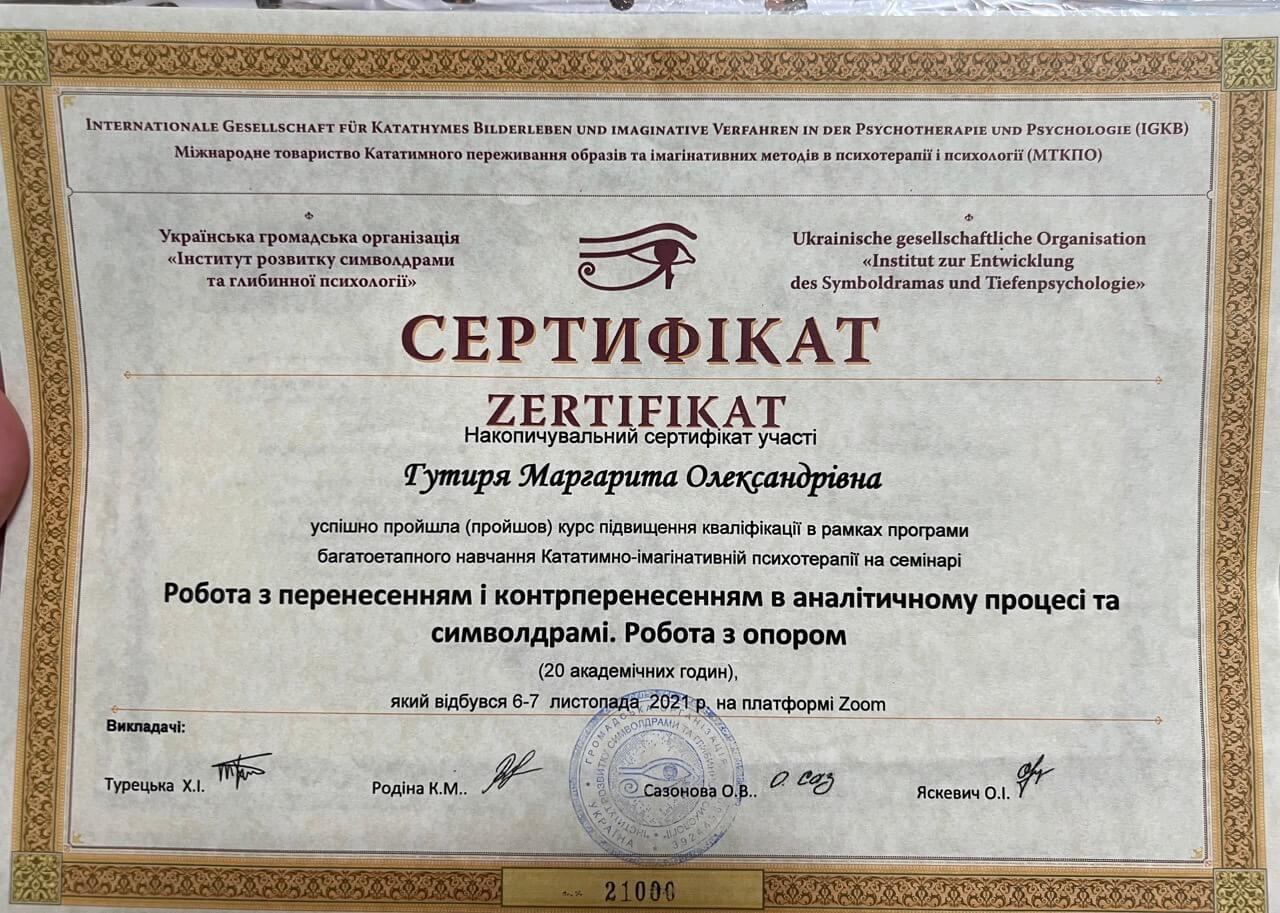 Internationale Gesellschaft für Katathymes Bilderleben und imaginative Verfahren in der Psychotherapie und Psychologie (IGKB)
Міжнародне товариство Кататимного переживання образів та імагінативних методів в психотерапії і психології (МТКПО)
Українська громадська організація
«Інститут розвитку символдрами
та глибинної психології»
Ukrainische gesellschaftliche Organisation
«Institut zur Entwicklung
des Symboldramas und Tiefenpsychologie»
СЕРТИФІКАТ
ZERTIFIKAT
Накопичувальний сертифікат участі
Гутиря Маргарита Олександрівна
успішно пройшла (пройшов) курс підвищення кваліфікації в рамках програми
багатоетапного навчання Кататимно-імагінативній психотерапії на семінарі
Робота з перенесенням і контрперенесенням в аналітичному процесі та
символдрамі. Робота з опором
(20 академічних годин),
який відбувся 6-7 листопада 2021 р. на платформі Zoom
Викладачі:
Турецька Х.І.
Родіна К.М..
Сазонова О.В..
О. Саз
Яскевич О.І.
ГРОМАДСЬКА ОРГАНІЗАЦІЯ
УКРАЇНА
21000